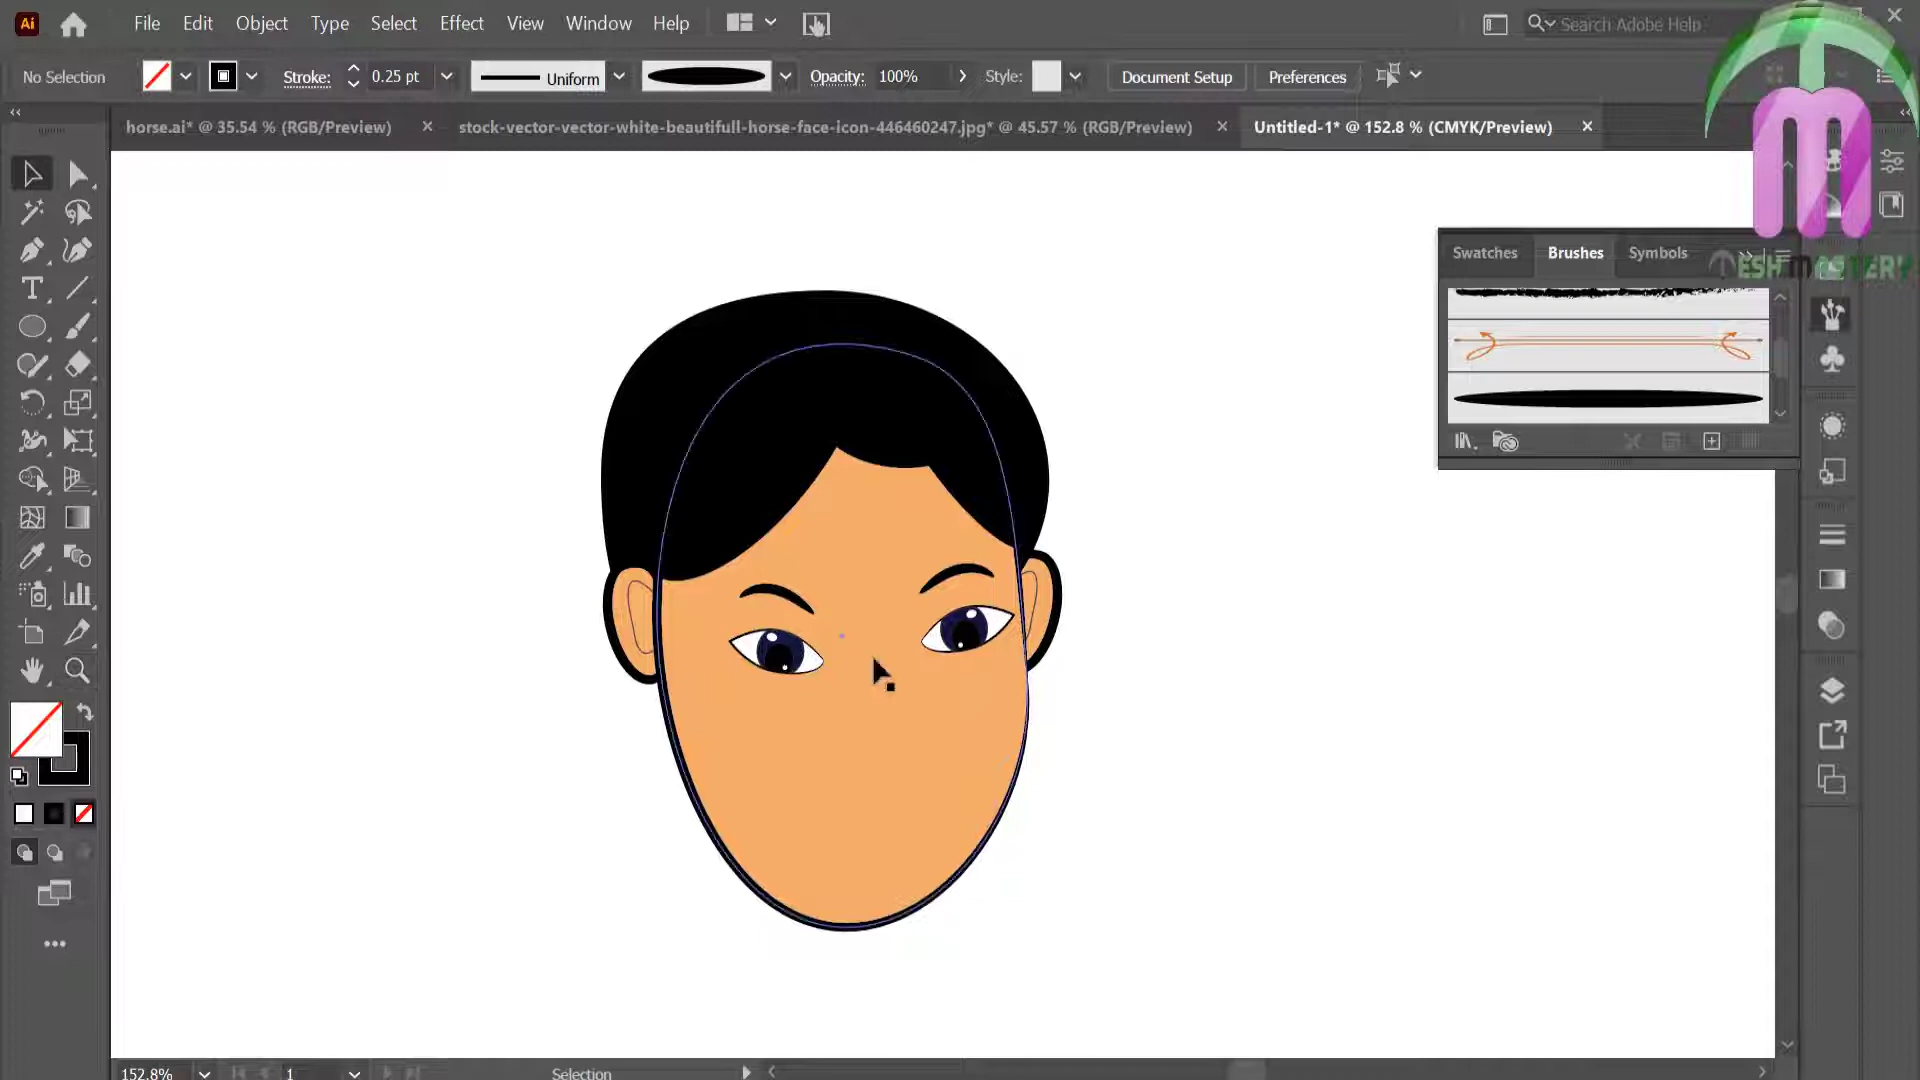 Ai File Edit Object Type Select Effect View Window Help Search Adobe Help
No Selection Stroke: 0.25 pt Uniform Opacity: 100% Style: Document Setup Preferences
horse.ai* @ 35.54 % (RGB/Preview) stock-vector-vector-white-beautifull-horse-face-icon-446460247.jpg* @ 45.57 % (RGB/Preview) Untitled-1* @ 152.8 % (CMYK/Preview)
Swatches Brushes Symbols
TESH MASTERY
152.8% 1 Selection